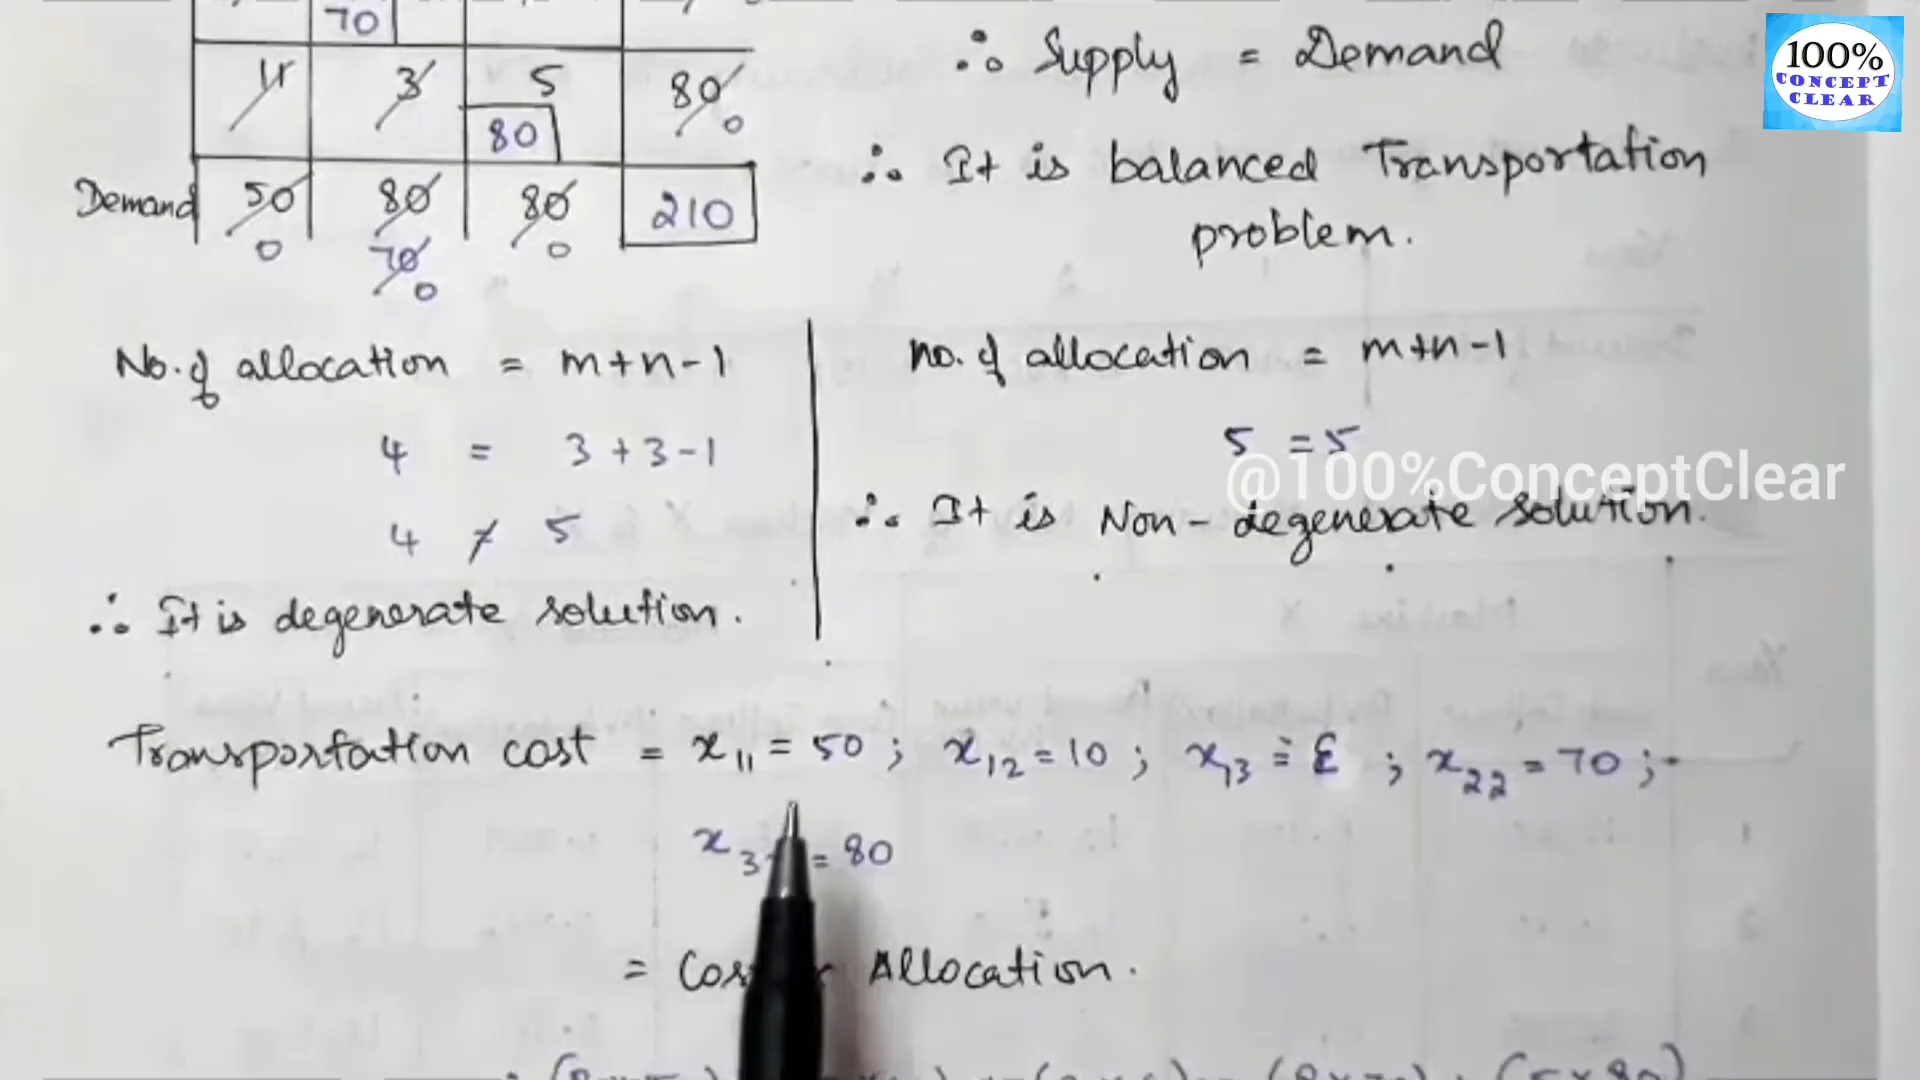 70
∴ Supply = Demand
11 3 5 80
80 0
∴ It is balanced Transportation
problem.
Demand 50 80 80 210
0 70 0
0
No. of allocation = m+n-1
4 = 3+3-1
4 ≠ 5
∴ It is degenerate solution.
no. of allocation = m+n-1
5 = 5
∴ It is Non-degenerate solution.
Transportation cost = x11 = 50 ; x12 = 10 ; x13 = ε ; x22 = 70 ;
= 80
= Allocation.
100%
CONCEPT
CLEAR
@100%ConceptClear